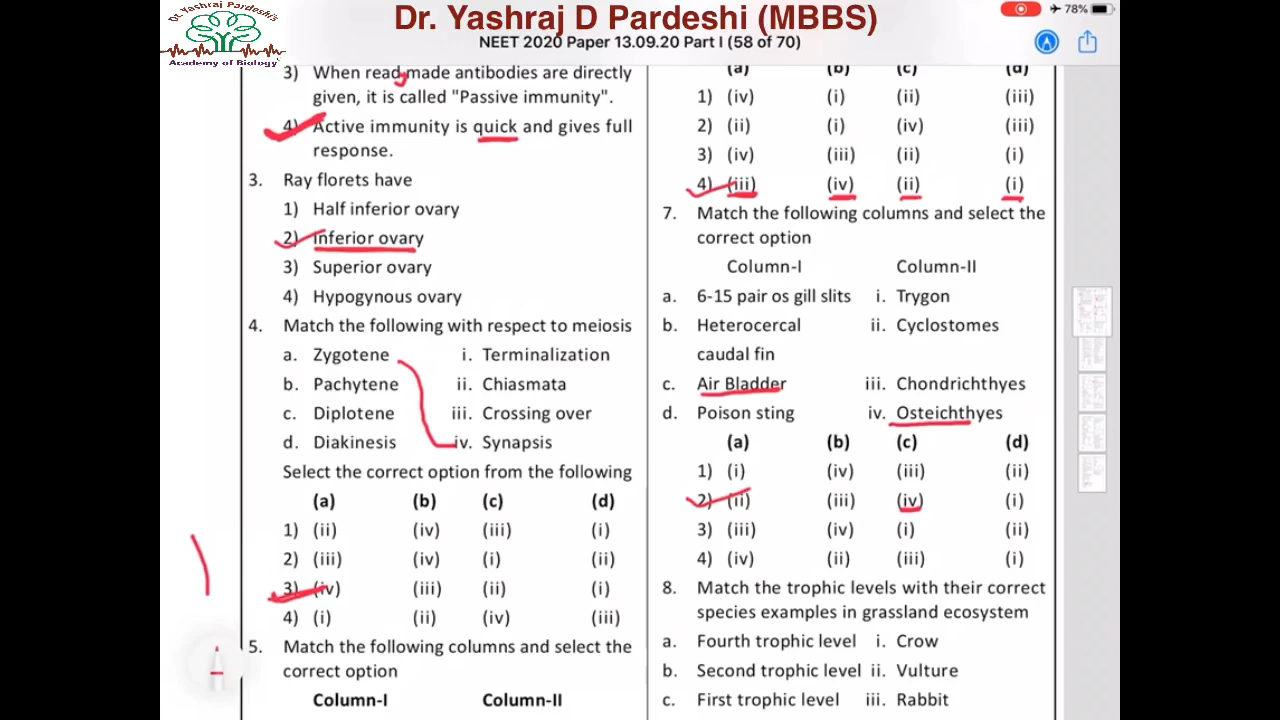 Dr. Yashraj Pardeshi's
Academy of Biology
Dr. Yashraj D Pardeshi (MBBS)
NEET 2020 Paper 13.09.20 Part I (58 of 70)
78%
3) When ready made antibodies are directly
given, it is called "Passive immunity".
4) Active immunity is quick and gives full
response.
3. Ray florets have
1) Half inferior ovary
2) Inferior ovary
3) Superior ovary
4) Hypogynous ovary
4. Match the following with respect to meiosis
a. Zygotene i. Terminalization
b. Pachytene ii. Chiasmata
c. Diplotene iii. Crossing over
d. Diakinesis iv. Synapsis
Select the correct option from the following
(a) (b) (c) (d)
1) (ii) (iv) (iii) (i)
2) (iii) (iv) (i) (ii)
3) (iv) (iii) (ii) (i)
4) (i) (ii) (iv) (iii)
5. Match the following columns and select the
correct option
Column-I Column-II
(a) (b) (c) (d)
1) (iv) (i) (ii) (iii)
2) (ii) (i) (iv) (iii)
3) (iv) (iii) (ii) (i)
4) (iii) (iv) (ii) (i)
7. Match the following columns and select the
correct option
Column-I Column-II
a. 6-15 pair os gill slits i. Trygon
b. Heterocercal ii. Cyclostomes
caudal fin
c. Air Bladder iii. Chondrichthyes
d. Poison sting iv. Osteichthyes
(a) (b) (c) (d)
1) (i) (iv) (iii) (ii)
2) (ii) (iii) (iv) (i)
3) (iii) (iv) (i) (ii)
4) (iv) (ii) (iii) (i)
8. Match the trophic levels with their correct
species examples in grassland ecosystem
a. Fourth trophic level i. Crow
b. Second trophic level ii. Vulture
c. First trophic level iii. Rabbit